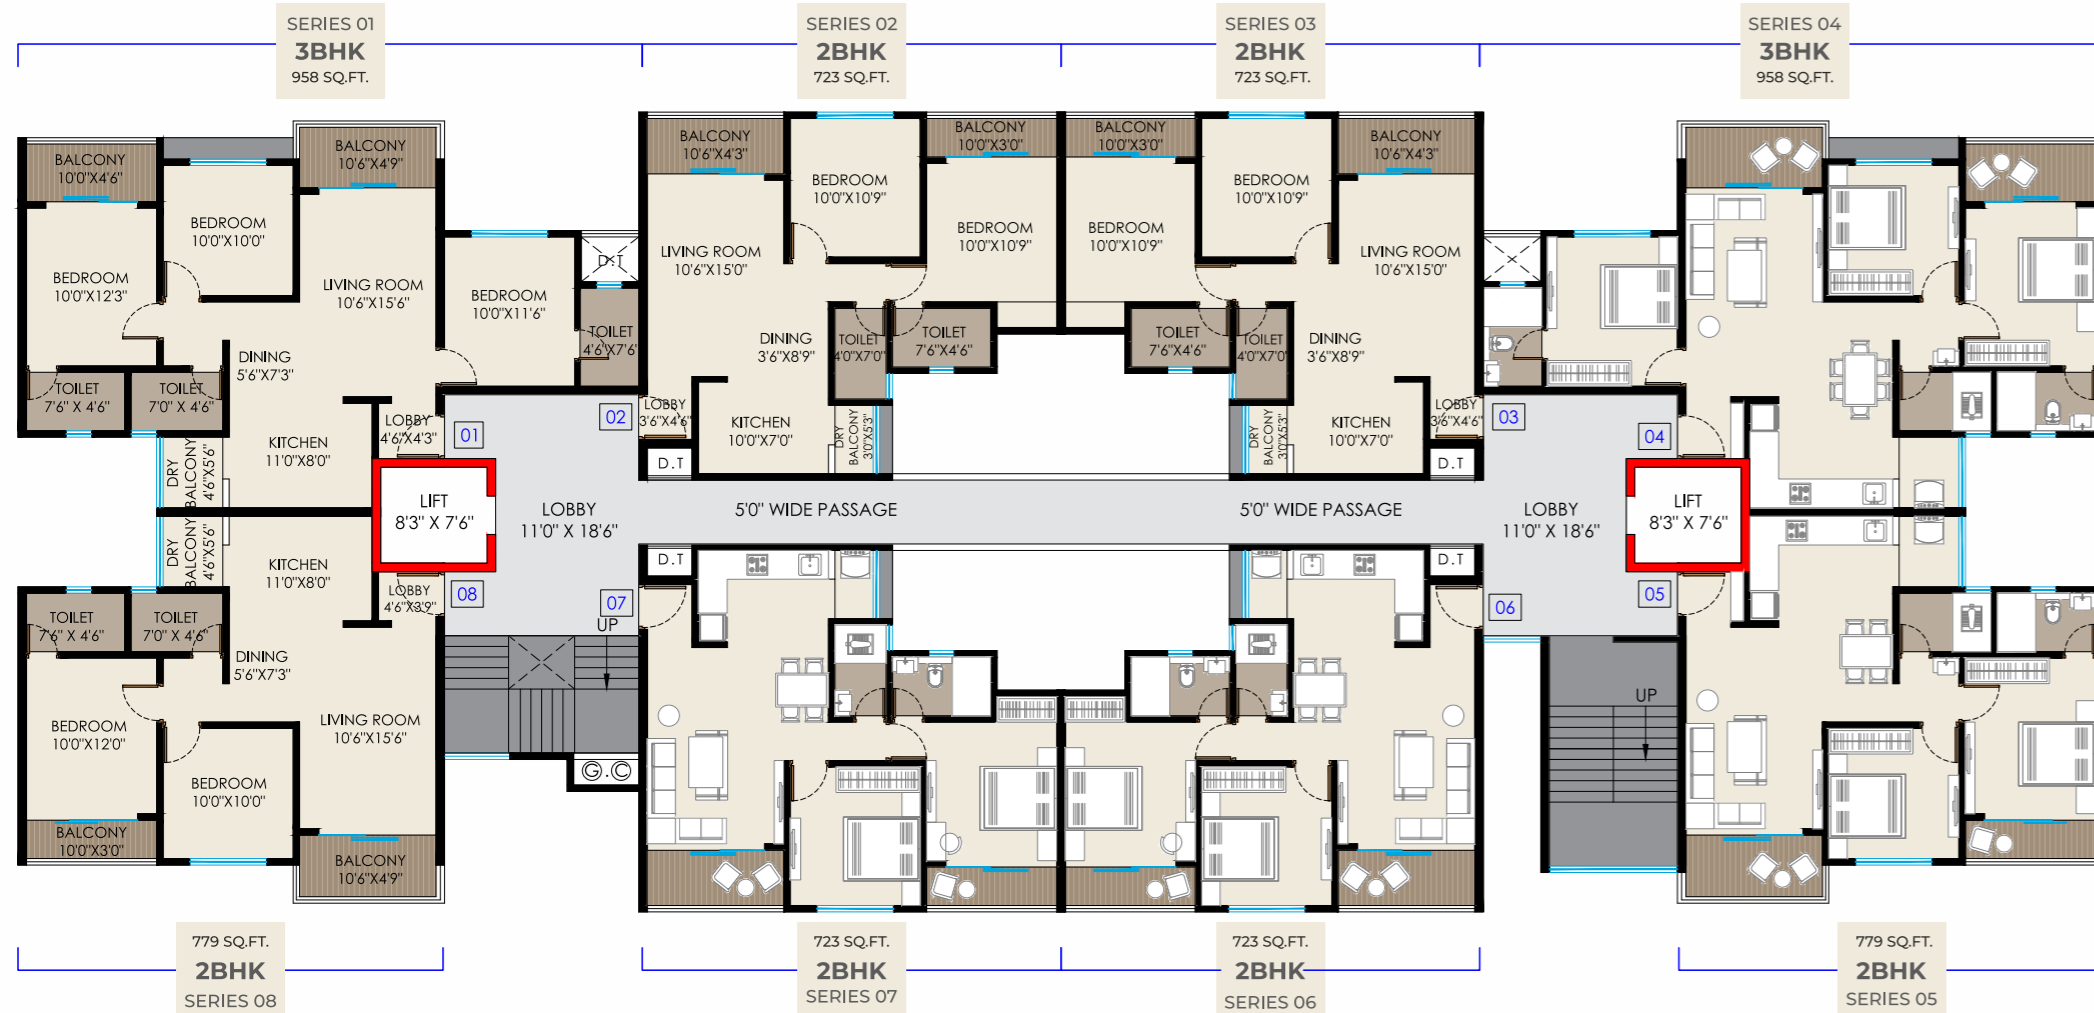 SERIES 01
3BHK
958 SQ.FT.
SERIES 02
2BHK
723 SQ.FT.
SERIES 03
2BHK
723 SQ.FT.
SERIES 04
3BHK
958 SQ.FT.
BALCONY
10'0"X4'6"
BEDROOM
10'0"X10'0"
BALCONY
10'6"X4'9"
BEDROOM
10'0"X12'3"
LIVING ROOM
10'6"X15'6"
BEDROOM
10'0"X11'6"
D.T
TOILET
4'6"X7'6"
DINING
5'6"X7'3"
TOILET
7'6" X 4'6"
TOILET
7'0" X 4'6"
KITCHEN
11'0"X8'0"
LOBBY
4'6"X4'3"
DRY
BALCONY
4'6"X5'6"
01
02
BALCONY
10'6"X4'3"
BEDROOM
10'0"X10'9"
BALCONY
10'0"X3'0"
LIVING ROOM
10'6"X15'0"
BEDROOM
10'0"X10'9"
DINING
3'6"X8'9"
TOILET
4'0"X7'0"
TOILET
7'6"X4'6"
LOBBY
3'6"X4'6"
KITCHEN
10'0"X7'0"
DRY
BALCONY
3'0"X5'3"
D.T
BALCONY
10'0"X3'0"
BEDROOM
10'0"X10'9"
BALCONY
10'6"X4'3"
BEDROOM
10'0"X10'9"
LIVING ROOM
10'6"X15'0"
TOILET
7'6"X4'6"
TOILET
4'0"X7'0"
DINING
3'6"X8'9"
DRY
BALCONY
3'0"X5'3"
KITCHEN
10'0"X7'0"
LOBBY
3'6"X4'6"
D.T
03
04
LIFT
8'3" X 7'6"
LOBBY
11'0" X 18'6"
5'0" WIDE PASSAGE
5'0" WIDE PASSAGE
LOBBY
11'0" X 18'6"
LIFT
8'3" X 7'6"
DRY
BALCONY
4'6"X5'6"
KITCHEN
11'0"X8'0"
LOBBY
4'6"X3'9"
08
07
UP
D.T
D.T
06
05
UP
TOILET
7'6" X 4'6"
TOILET
7'0" X 4'6"
DINING
5'6"X7'3"
BEDROOM
10'0"X12'0"
LIVING ROOM
10'6"X15'6"
BEDROOM
10'0"X10'0"
BALCONY
10'0"X3'0"
BALCONY
10'6"X4'9"
G.C
779 SQ.FT.
2BHK
SERIES 08
723 SQ.FT.
2BHK
SERIES 07
723 SQ.FT.
2BHK
SERIES 06
779 SQ.FT.
2BHK
SERIES 05